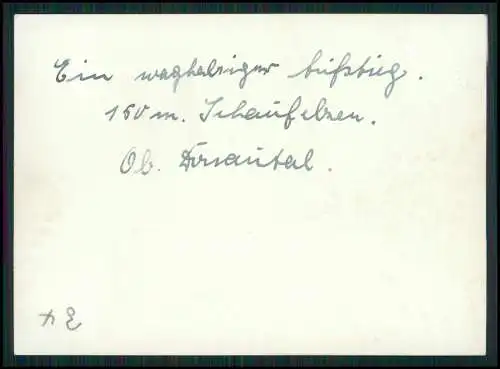 Ein waghalsiger Aufstieg.
150 m. Schaufelsen.
Ob. Donautal.